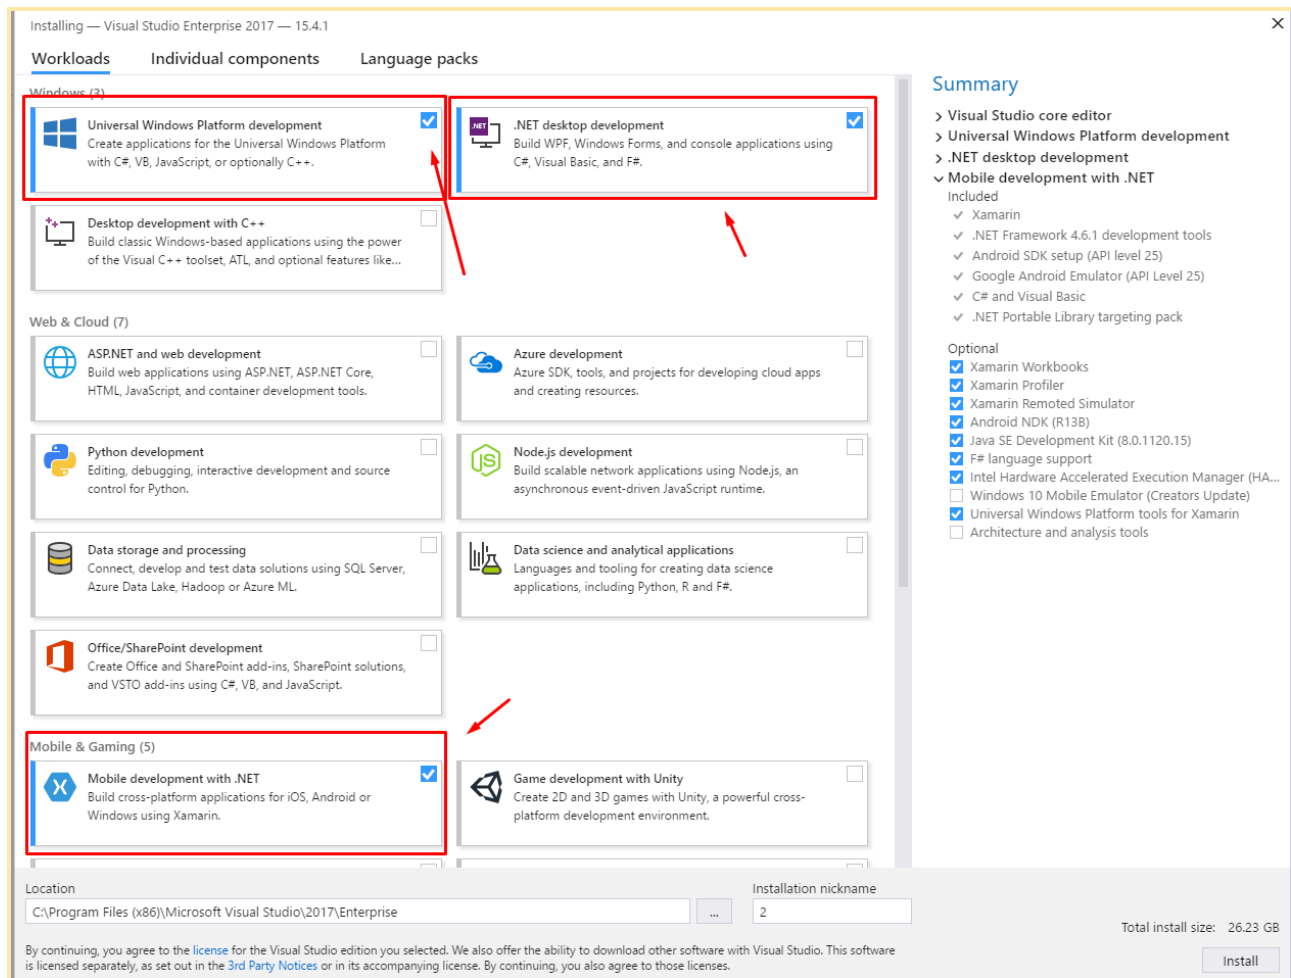 Installing — Visual Studio Enterprise 2017 — 15.4.1
Workloads
Individual components
Language packs
Windows (3)
Universal Windows Platform development
Create applications for the Universal Windows Platform
with C#, VB, JavaScript, or optionally C++.
.NET
.NET desktop development
Build WPF, Windows Forms, and console applications using
C#, Visual Basic, and F#.
Desktop development with C++
Build classic Windows-based applications using the power
of the Visual C++ toolset, ATL, and optional features like...
Web & Cloud (7)
ASP.NET and web development
Build web applications using ASP.NET, ASP.NET Core,
HTML, JavaScript, and container development tools.
Azure development
Azure SDK, tools, and projects for developing cloud apps
and creating resources.
Python development
Editing, debugging, interactive development and source
control for Python.
JS
Node.js development
Build scalable network applications using Node.js, an
asynchronous event-driven JavaScript runtime.
Data storage and processing
Connect, develop and test data solutions using SQL Server,
Azure Data Lake, Hadoop or Azure ML.
Data science and analytical applications
Languages and tooling for creating data science
applications, including Python, R and F#.
Office/SharePoint development
Create Office and SharePoint add-ins, SharePoint solutions,
and VSTO add-ins using C#, VB, and JavaScript.
Mobile & Gaming (5)
Mobile development with .NET
Build cross-platform applications for iOS, Android or
Windows using Xamarin.
Game development with Unity
Create 2D and 3D games with Unity, a powerful cross-
platform development environment.
Summary
Visual Studio core editor
Universal Windows Platform development
.NET desktop development
Mobile development with .NET
Included
Xamarin
.NET Framework 4.6.1 development tools
Android SDK setup (API level 25)
Google Android Emulator (API Level 25)
C# and Visual Basic
.NET Portable Library targeting pack
Optional
Xamarin Workbooks
Xamarin Profiler
Xamarin Remoted Simulator
Android NDK (R13B)
Java SE Development Kit (8.0.1120.15)
F# language support
Intel Hardware Accelerated Execution Manager (HA...
Windows 10 Mobile Emulator (Creators Update)
Universal Windows Platform tools for Xamarin
Architecture and analysis tools
Location
C:\Program Files (x86)\Microsoft Visual Studio\2017\Enterprise
...
Installation nickname
2
By continuing, you agree to the license for the Visual Studio edition you selected. We also offer the ability to download other software with Visual Studio. This software
is licensed separately, as set out in the 3rd Party Notices or in its accompanying license. By continuing, you also agree to those licenses.
Total install size: 26.23 GB
Install